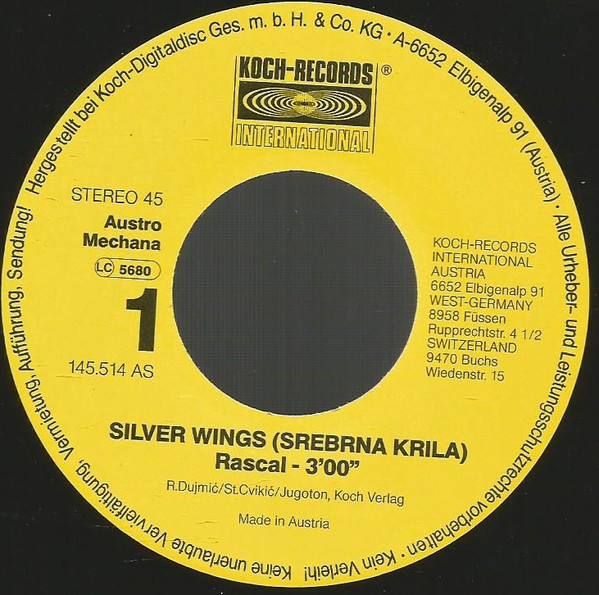 Hergestellt bei Koch-Digitaldisc Ges. m. b. H. & Co. KG · A-6652 Elbigenalp 91 (Austria) · Alle Urheber- und Leistungsschutzrechte vorbehalten · Kein Verleih! Keine unerlaubte Vervielfältigung, Vermietung, Aufführung, Sendung!
KOCH-RECORDS ®
INTERNATIONAL
STEREO 45
Austro
Mechana
LC 5680
1
145.514 AS
KOCH-RECORDS
INTERNATIONAL
AUSTRIA
6652 Elbigenalp 91
WEST-GERMANY
8958 Füssen
Rupprechtstr. 4 1/2
SWITZERLAND
9470 Buchs
Wiedenstr. 15
SILVER WINGS (SREBRNA KRILA)
Rascal - 3'00”
R.Dujmić/St.Cvikić/Jugoton, Koch Verlag
Made in Austria